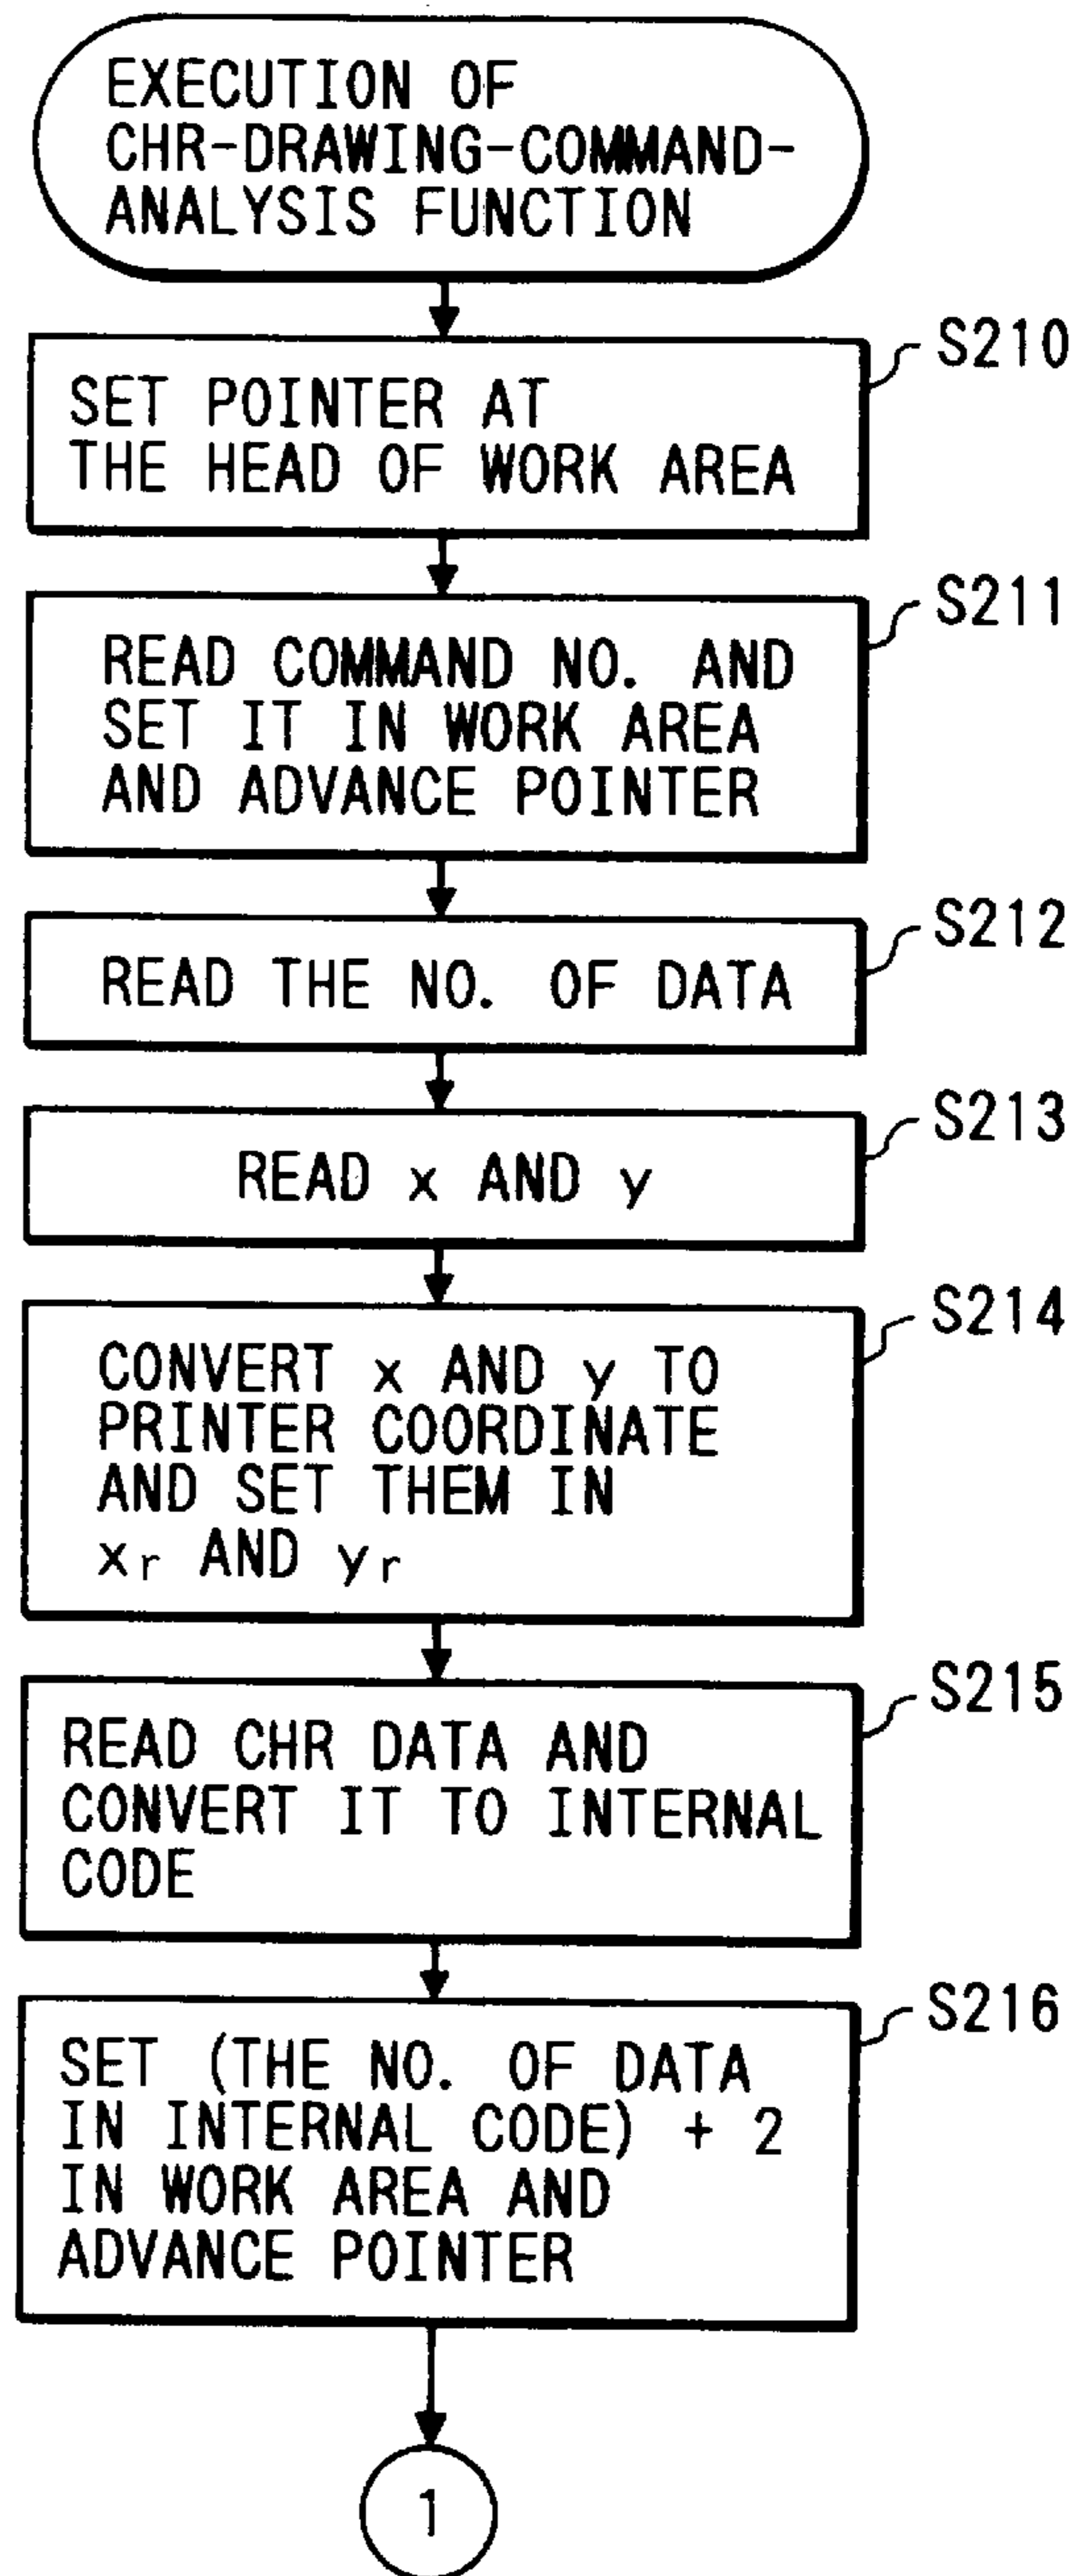 EXECUTION OF
CHR-DRAWING-COMMAND-
ANALYSIS FUNCTION
S210
SET POINTER AT
THE HEAD OF WORK AREA
S211
READ COMMAND NO. AND
SET IT IN WORK AREA
AND ADVANCE POINTER
S212
READ THE NO. OF DATA
S213
READ x AND y
S214
CONVERT x AND y TO
PRINTER COORDINATE
AND SET THEM IN
xr AND yr
S215
READ CHR DATA AND
CONVERT IT TO INTERNAL
CODE
S216
SET (THE NO. OF DATA
IN INTERNAL CODE) + 2
IN WORK AREA AND
ADVANCE POINTER
1